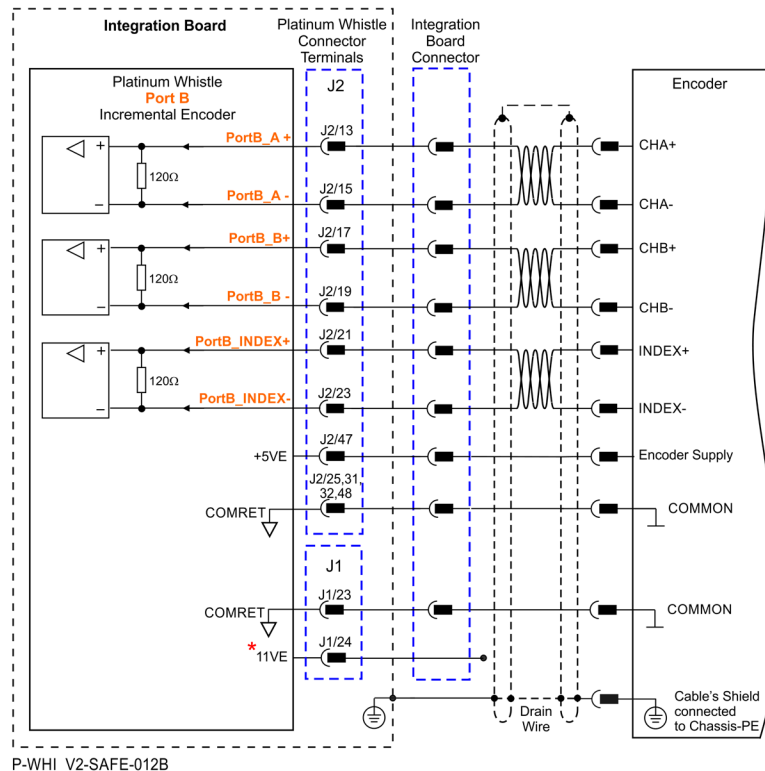 Integration Board
Platinum Whistle
Connector
Terminals
Integration
Board
Connector
Platinum Whistle
Port B
Incremental Encoder
J2
Encoder
PortB_A +
J2/13
CHA+
+
120Ω
PortB_A -
J2/15
CHA-
–
PortB_B+
J2/17
CHB+
+
120Ω
PortB_B -
J2/19
CHB-
–
PortB_INDEX+
J2/21
INDEX+
+
120Ω
PortB_INDEX-
J2/23
INDEX-
–
+5VE
J2/47
Encoder Supply
J2/25,31,
32,48
COMRET
COMMON
J1
J1/23
COMRET
COMMON
* 11VE
J1/24
Drain
Wire
Cable's Shield
connected
to Chassis-PE
P-WHI V2-SAFE-012B